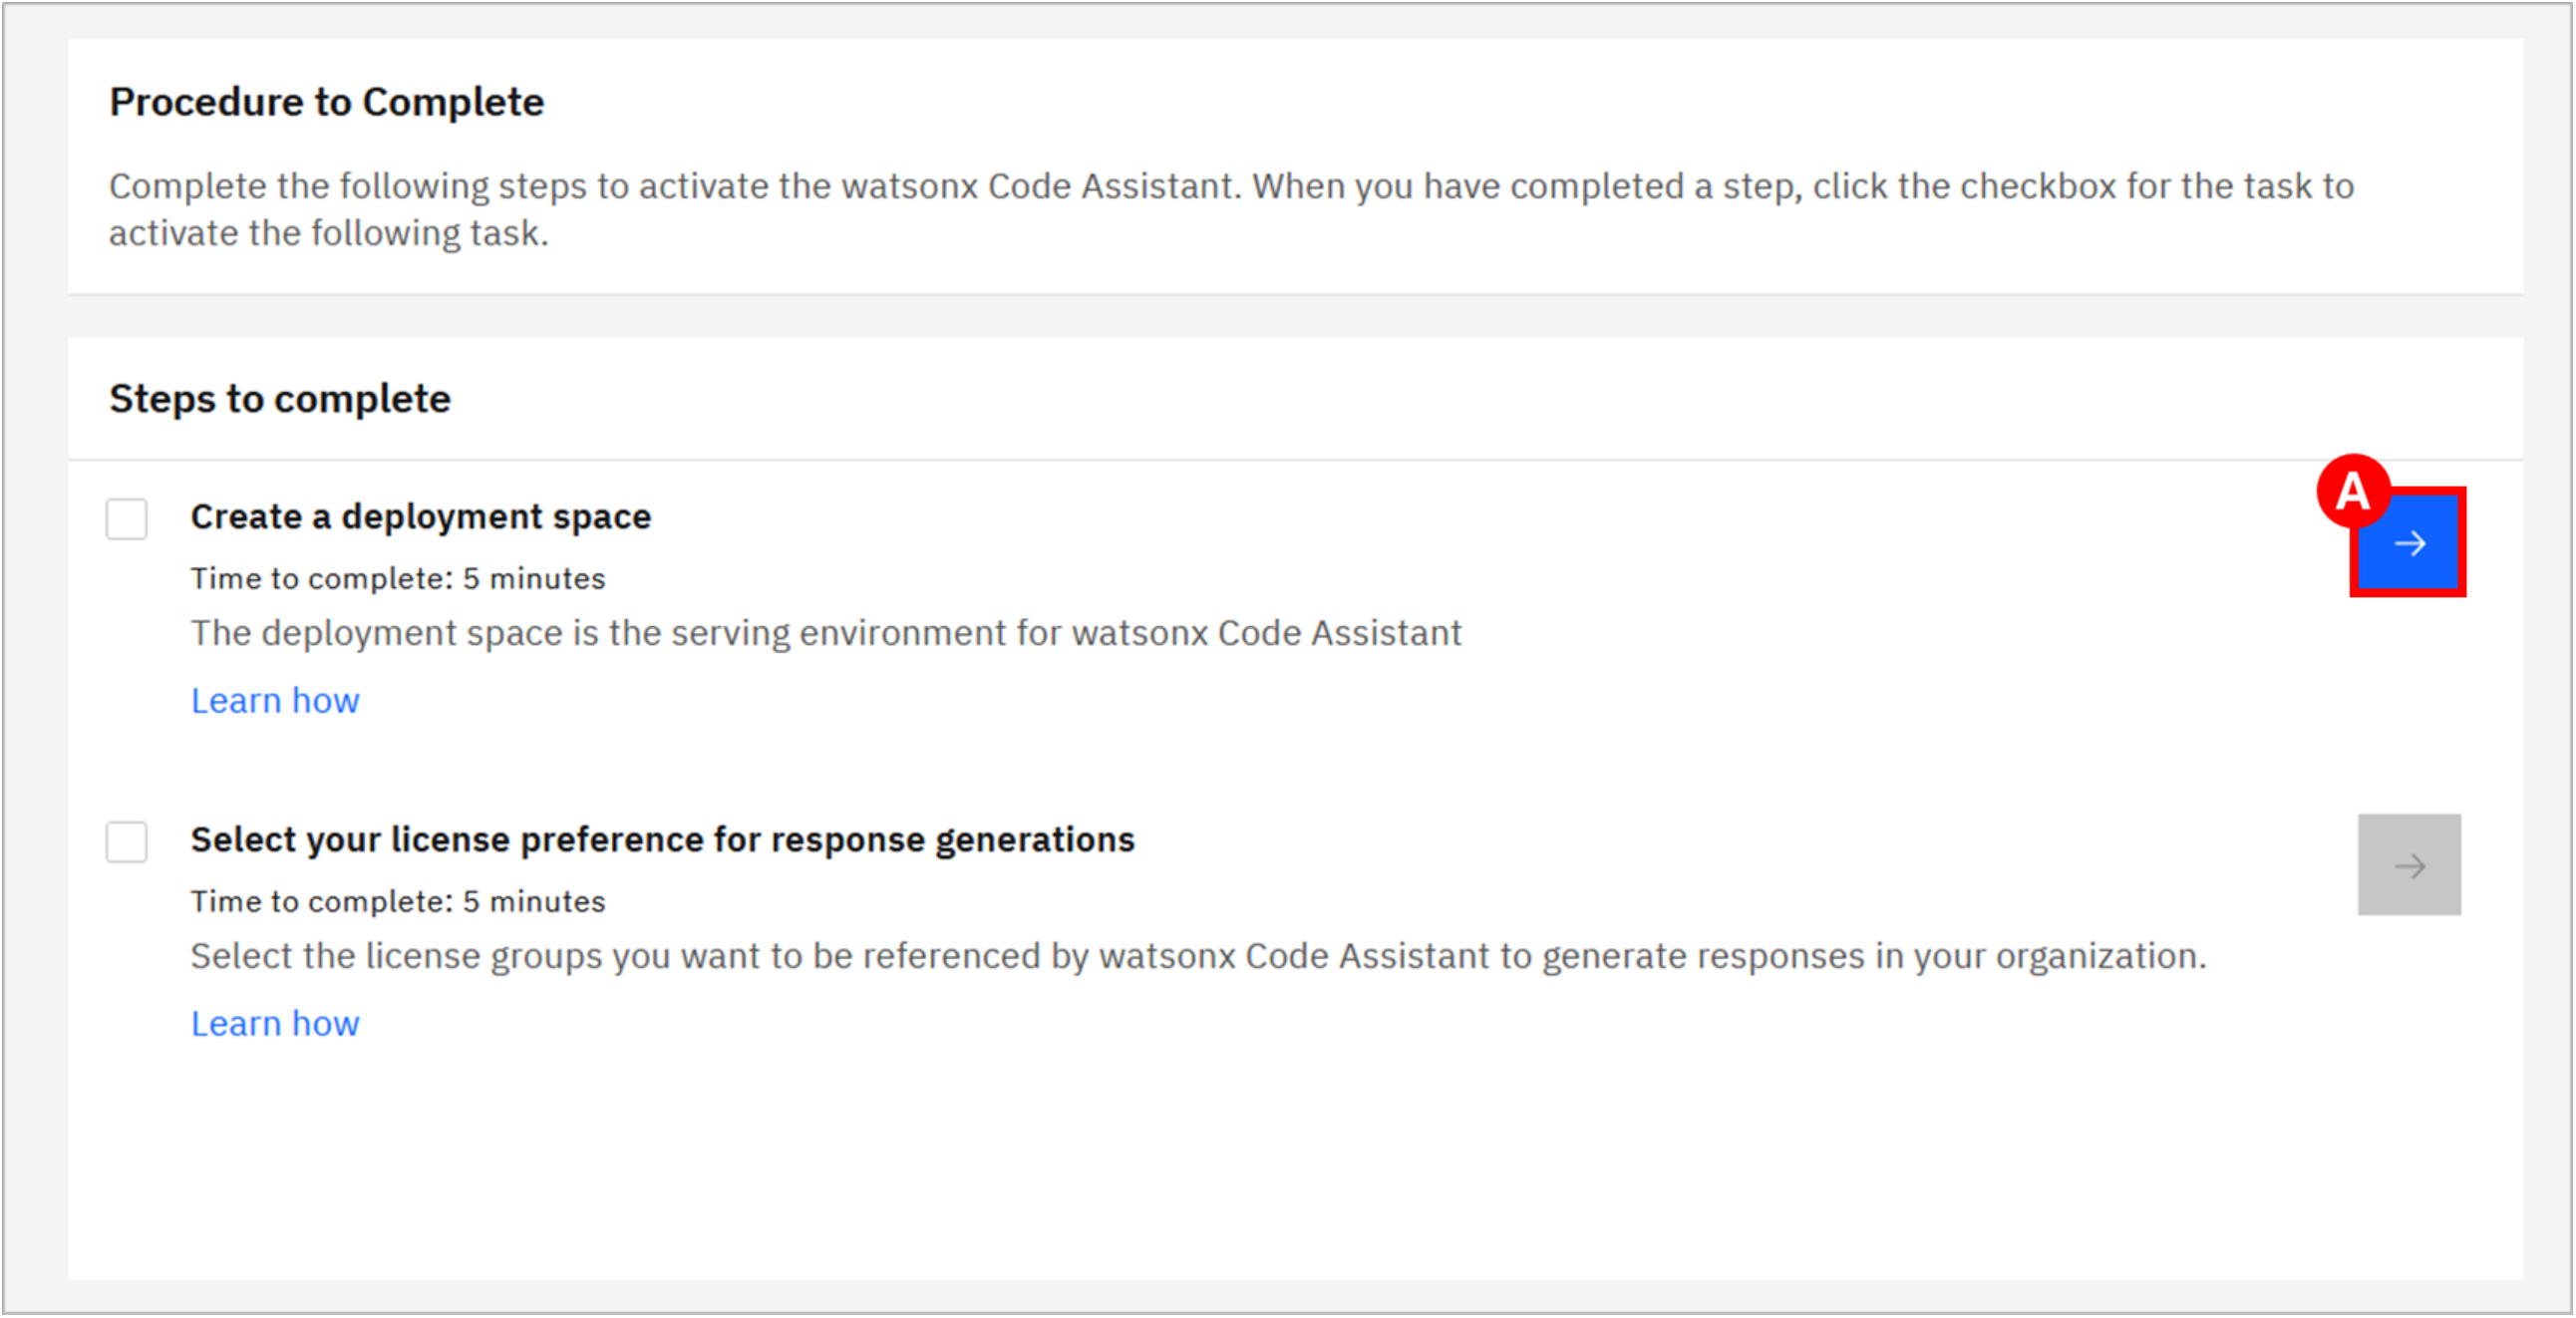 Procedure to Complete
Complete the following steps to activate the watsonx Code Assistant. When you have completed a step, click the checkbox for the task to
activate the following task.
Steps to complete
A
Create a deployment space
Time to complete: 5 minutes
The deployment space is the serving environment for watsonx Code Assistant
Learn how
Select your license preference for response generations
Time to complete: 5 minutes
Select the license groups you want to be referenced by watsonx Code Assistant to generate responses in your organization.
Learn how